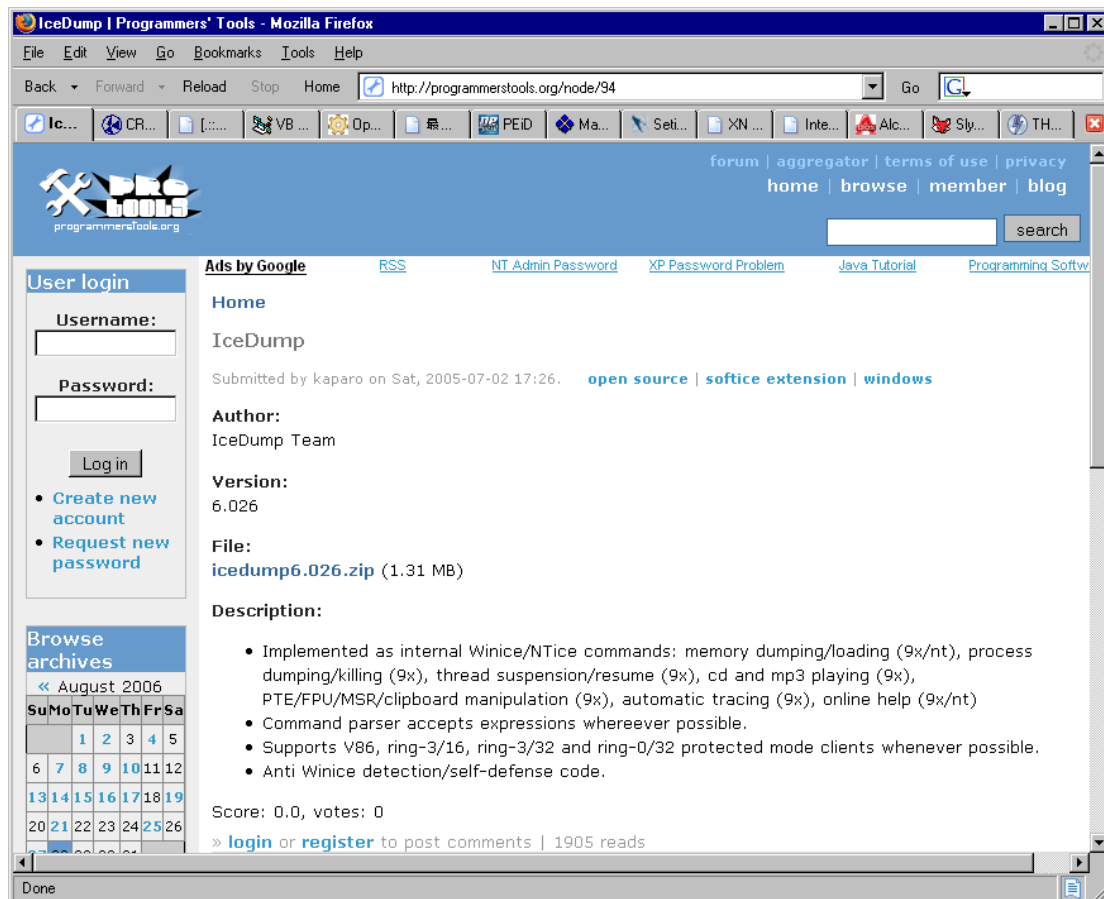 IceDump | Programmers' Tools - Mozilla Firefox
File Edit View Go Bookmarks Tools Help
Back Forward Reload Stop Home http://programmerstools.org/node/94 Go G
Ic... CR... [.::... VB ... Op... 最... PEiD Ma... Seti... XN ... Inte... Alc... Sly... TH...
forum | aggregator | terms of use | privacy
home | browse | member | blog
PRO
TOOLS
programmersTools.org
search
Ads by Google RSS NT Admin Password XP Password Problem Java Tutorial Programming Softw
User login
Username:
Password:
Log in
• Create new
account
• Request new
password
Browse
archives
« August 2006
Su Mo Tu We Th Fr Sa
1 2 3 4 5
6 7 8 9 10 11 12
13 14 15 16 17 18 19
20 21 22 23 24 25 26
Home
IceDump
Submitted by kaparo on Sat, 2005-07-02 17:26. open source | softice extension | windows
Author:
IceDump Team
Version:
6.026
File:
icedump6.026.zip (1.31 MB)
Description:
• Implemented as internal Winice/NTice commands: memory dumping/loading (9x/nt), process
dumping/killing (9x), thread suspension/resume (9x), cd and mp3 playing (9x),
PTE/FPU/MSR/clipboard manipulation (9x), automatic tracing (9x), online help (9x/nt)
• Command parser accepts expressions whereever possible.
• Supports V86, ring-3/16, ring-3/32 and ring-0/32 protected mode clients whenever possible.
• Anti Winice detection/self-defense code.
Score: 0.0, votes: 0
» login or register to post comments | 1905 reads
Done